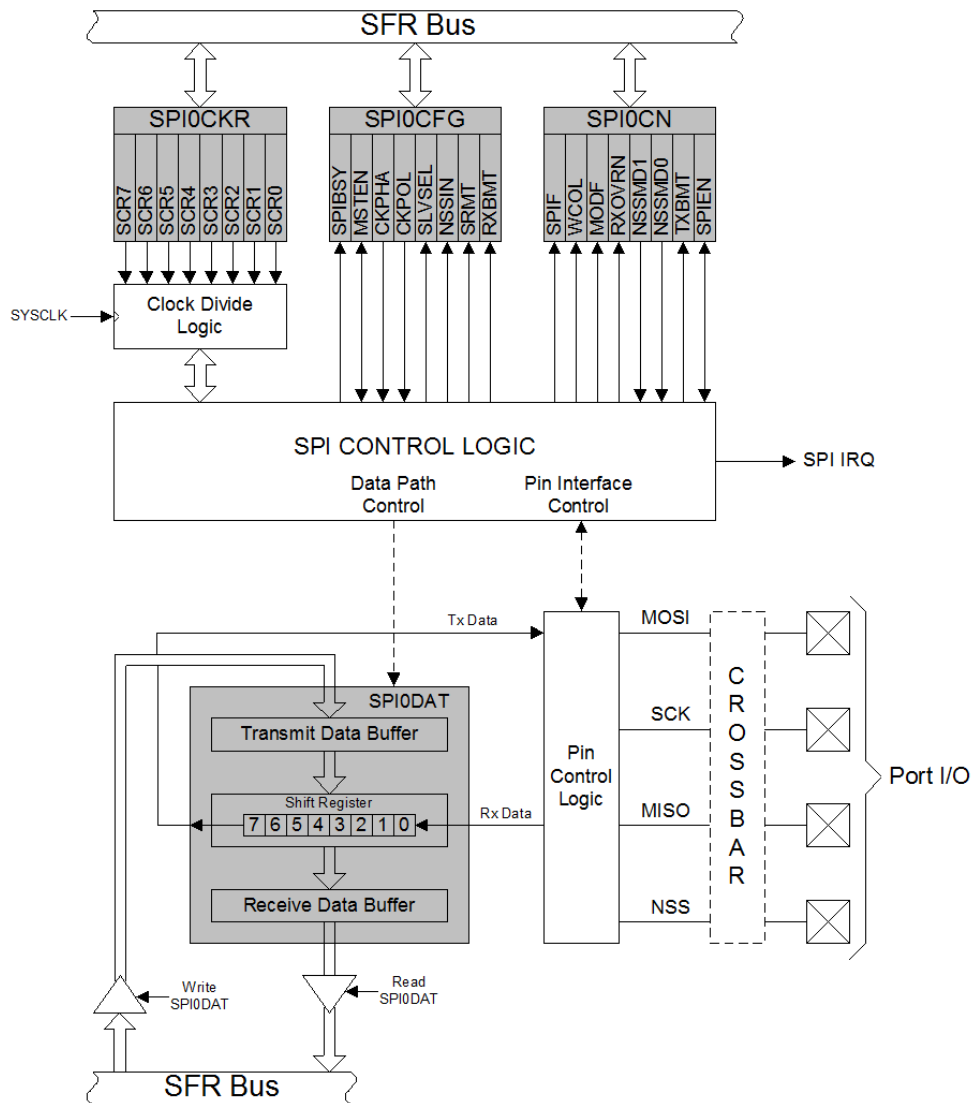 SFR Bus
SPI0CKR
SPI0CFG
SPI0CN
SCR7
SCR6
SCR5
SCR4
SCR3
SCR2
SCR1
SCR0
SPIBSY
MSTEN
CKPHA
CKPOL
SLVSEL
NSSIN
SRMT
RXBMT
SPIF
WCOL
MODF
RXOVRN
NSSMD1
NSSMD0
TXBMT
SPIEN
SYSCLK
Clock Divide
Logic
SPI CONTROL LOGIC
Data Path
Control
Pin Interface
Control
SPI IRQ
Tx Data
MOSI
SPI0DAT
Transmit Data Buffer
SCK
Shift Register
7 6 5 4 3 2 1 0
Rx Data
Pin
Control
Logic
MISO
CROSSBAR
Port I/O
Receive Data Buffer
NSS
Write
SPI0DAT
Read
SPI0DAT
SFR Bus